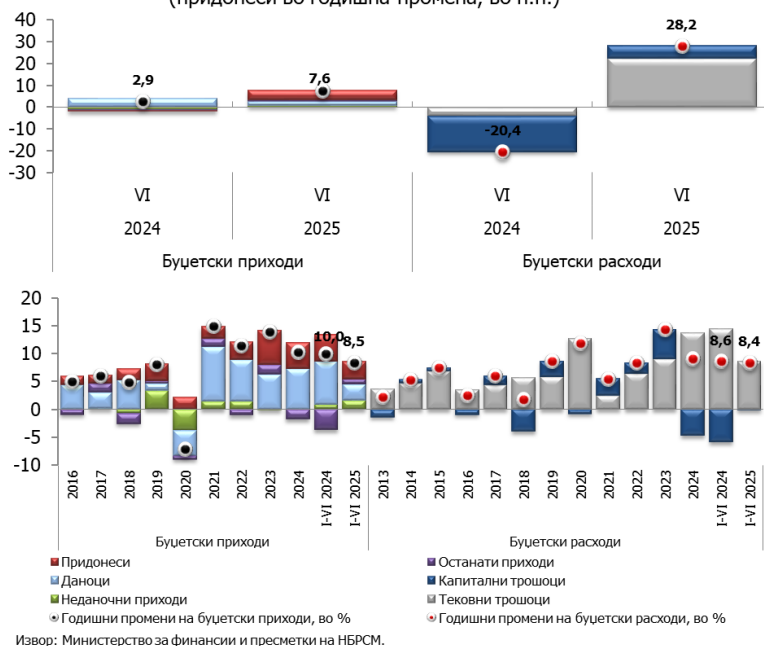 (придонеси во годишна промена, во п.п.)
40
30
20
10
0
-10
-20
-30
2,9
7,6
-20,4
28,2
VI
VI
VI
VI
2024
2025
2024
2025
Буџетски приходи
Буџетски расходи
20
15
10
5
0
-5
-10
10,0
8,5
8,6
8,4
2016
2017
2018
2019
2020
2021
2022
2023
2024
I-VI 2024
I-VI 2025
2013
2014
2015
2016
2017
2018
2019
2020
2021
2022
2023
2024
I-VI 2024
I-VI 2025
Буџетски приходи
Буџетски расходи
Придонеси
Останати приходи
Даноци
Капитални трошоци
Неданочни приходи
Тековни трошоци
Годишни промени на буџетски приходи, во %
Годишни промени на буџетски расходи, во %
Извор: Министерство за финансии и пресметки на НБРСМ.